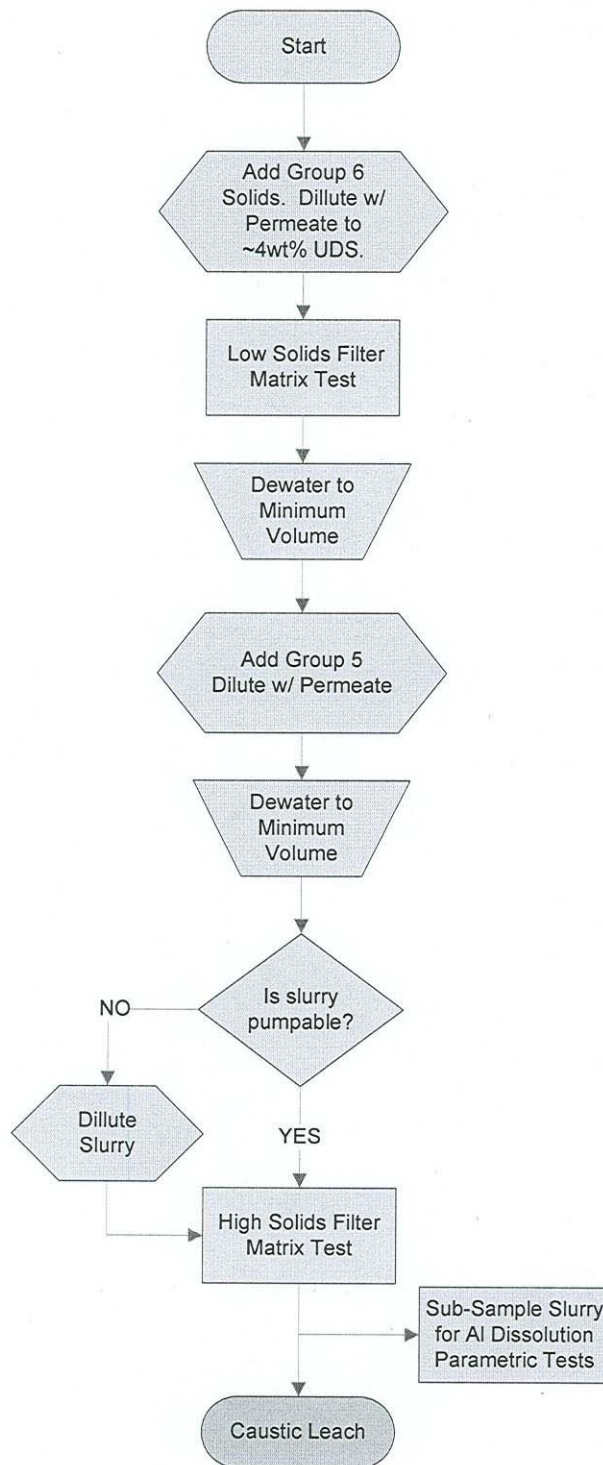 Start
Add Group 6
Solids. Dillute w/
Permeate to
~4wt% UDS.
Low Solids Filter
Matrix Test
Dewater to
Minimum
Volume
Add Group 5
Dilute w/ Permeate
Dewater to
Minimum
Volume
Is slurry
pumpable?
NO
Dillute
Slurry
YES
High Solids Filter
Matrix Test
Sub-Sample Slurry
for Al Dissolution
Parametric Tests
Caustic Leach